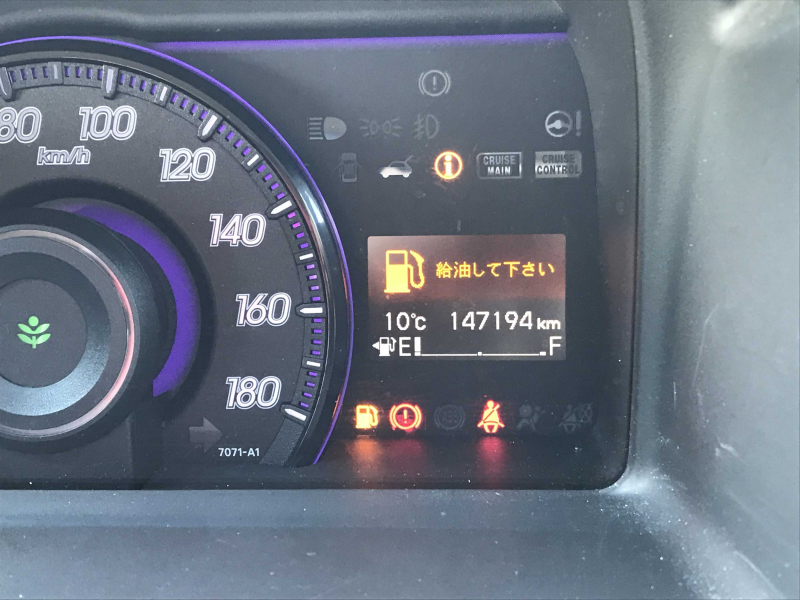 80
100
km/h
120
140
160
180
7071-A1
CRUISE
MAIN
CRUISE
CONTROL
給油して下さい
10℃ 147194 km
E F